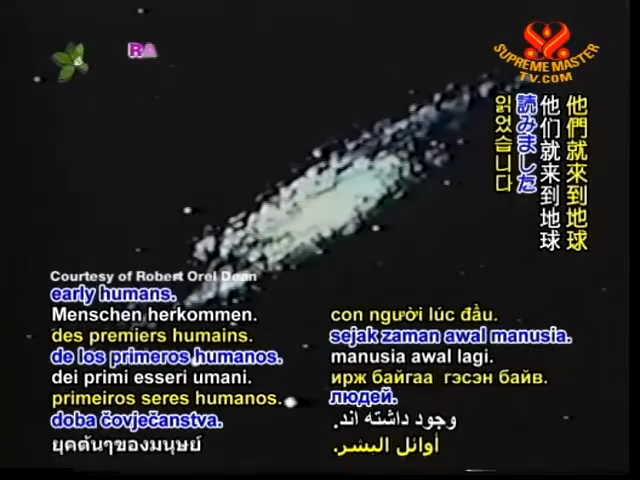 RA
SUPREME MASTER
TV.COM
他們就來到地球
他们就来到地球
読みました
읽었습니다
Courtesy of Robert Orel Dean
early humans.
Menschen herkommen.
des premiers humains.
de los primeros humanos.
dei primi esseri umani.
primeiros seres humanos.
doba čovječanstva.
ยุคต้นๆของมนุษย์
con người lúc đầu.
sejak zaman awal manusia.
manusia awal lagi.
ирж байгаа гэсэн байв.
людей.
وجود داشته اند.
أوائل البشر.